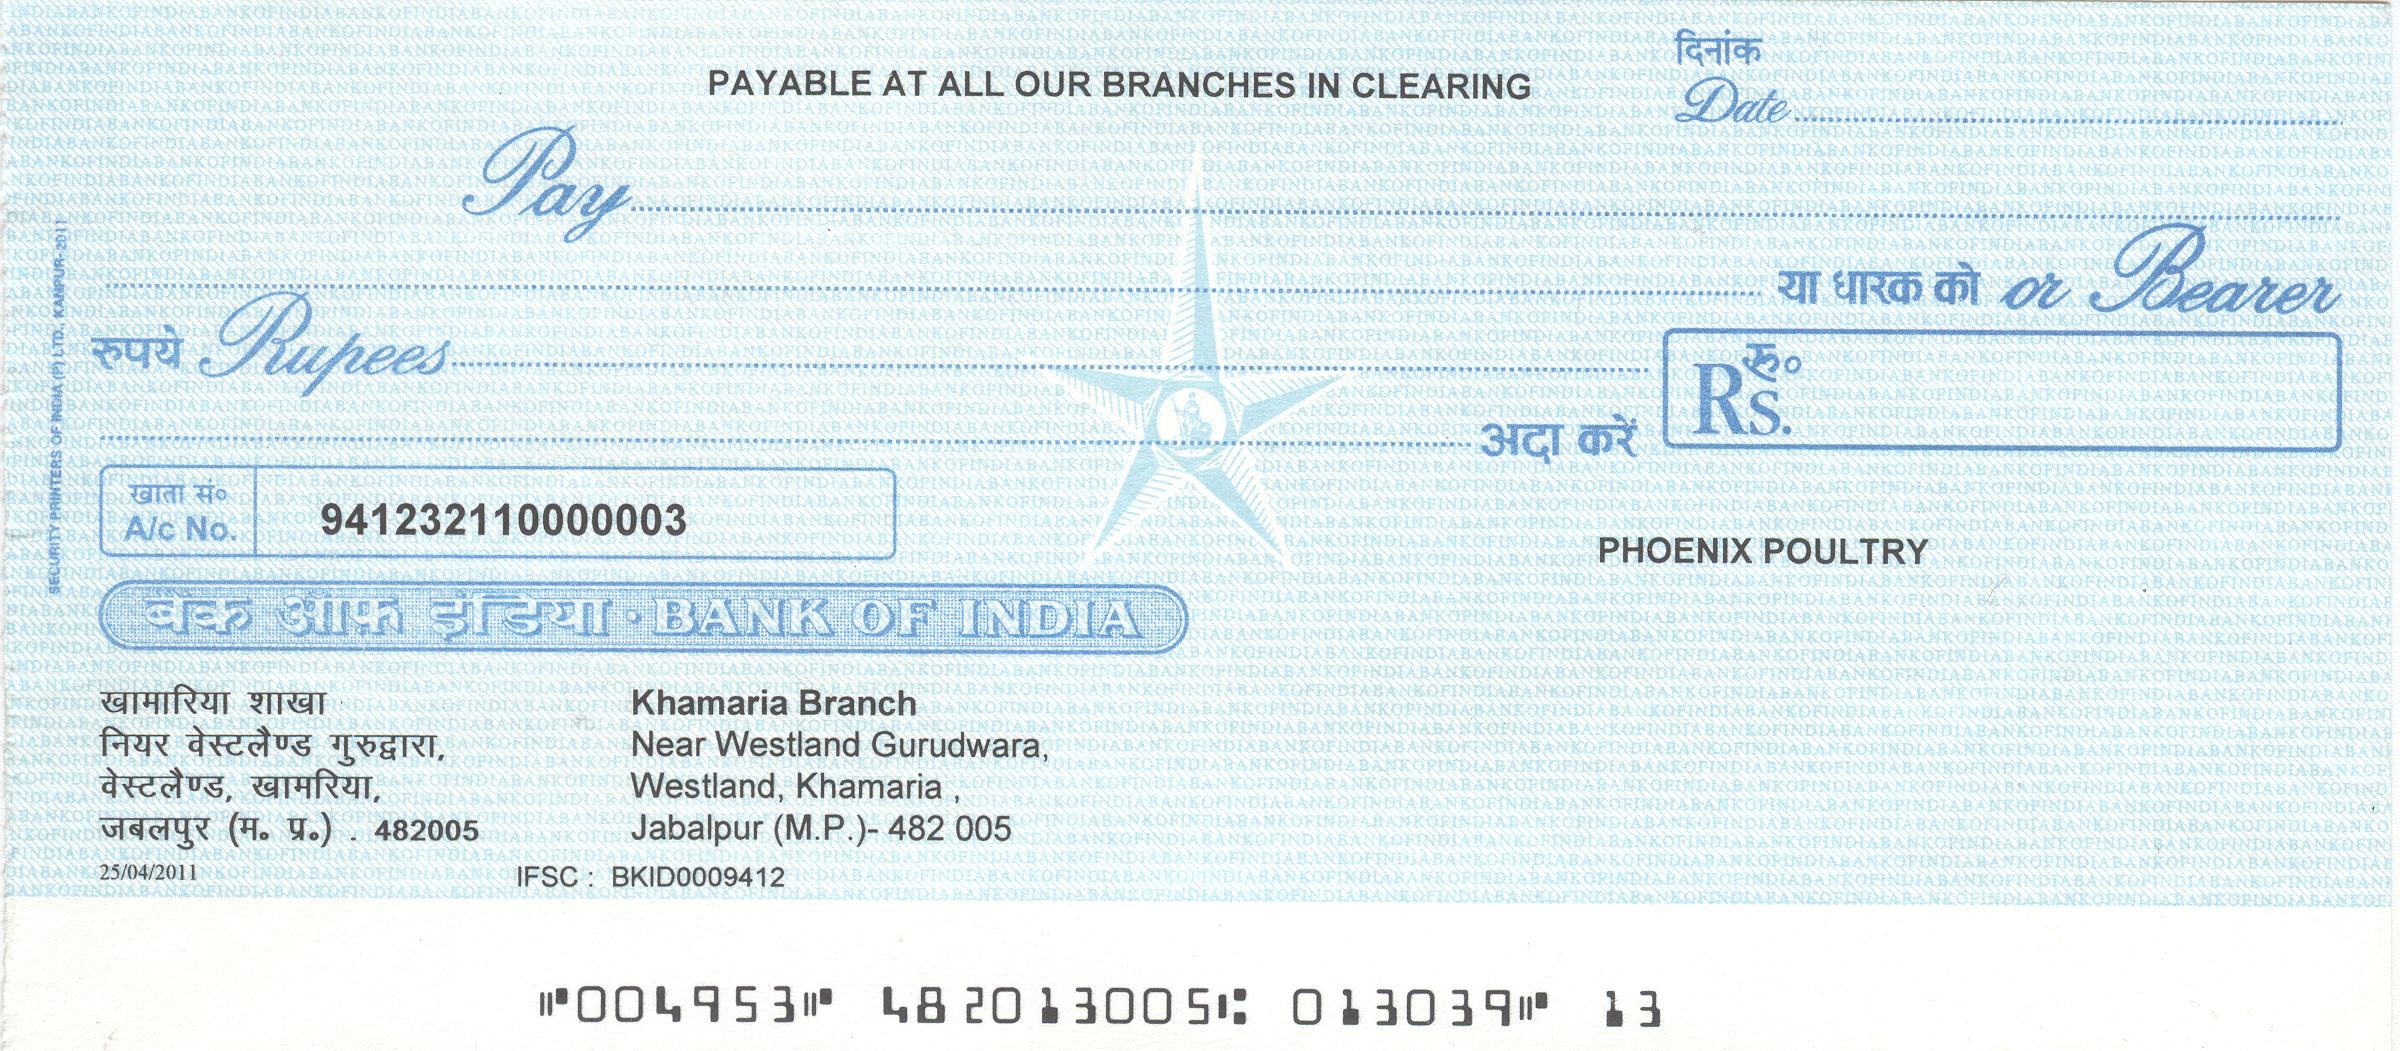 PAYABLE AT ALL OUR BRANCHES IN CLEARING
दिनांक
Date
Pay
या धारक को or Bearer
रुपये Rupees
रु०
Rs.
अदा करें
खाता सं०
A/c No.
941232110000003
PHOENIX POULTRY
बैंक ऑफ़ इंडिया · BANK OF INDIA
खामारिया शाखा
नियर वेस्टलैण्ड गुरुद्वारा,
वेस्टलैण्ड, खामरिया,
जबलपुर (म. प्र.) . 482005
25/04/2011
Khamaria Branch
Near Westland Gurudwara,
Westland, Khamaria ,
Jabalpur (M.P.)- 482 005
IFSC : BKID0009412
SECURITY PRINTERS OF INDIA (P) LTD., KANPUR-2011
⑈004953⑈ 482013005⑆ 013039⑈ 13